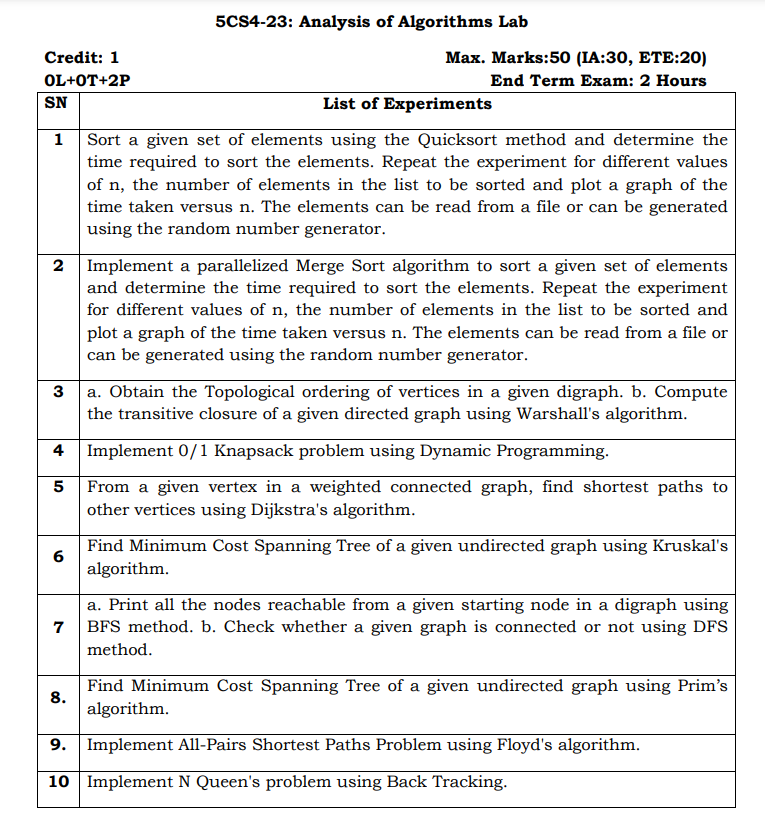 5CS4-23: Analysis of Algorithms Lab
Credit: 1 Max. Marks:50 (IA:30, ETE:20)
0L+0T+2P End Term Exam: 2 Hours
SN List of Experiments
1 Sort a given set of elements using the Quicksort method and determine the
time required to sort the elements. Repeat the experiment for different values
of n, the number of elements in the list to be sorted and plot a graph of the
time taken versus n. The elements can be read from a file or can be generated
using the random number generator.
2 Implement a parallelized Merge Sort algorithm to sort a given set of elements
and determine the time required to sort the elements. Repeat the experiment
for different values of n, the number of elements in the list to be sorted and
plot a graph of the time taken versus n. The elements can be read from a file or
can be generated using the random number generator.
3 a. Obtain the Topological ordering of vertices in a given digraph. b. Compute
the transitive closure of a given directed graph using Warshall's algorithm.
4 Implement 0/1 Knapsack problem using Dynamic Programming.
5 From a given vertex in a weighted connected graph, find shortest paths to
other vertices using Dijkstra's algorithm.
6 Find Minimum Cost Spanning Tree of a given undirected graph using Kruskal's
algorithm.
7 a. Print all the nodes reachable from a given starting node in a digraph using
BFS method. b. Check whether a given graph is connected or not using DFS
method.
8. Find Minimum Cost Spanning Tree of a given undirected graph using Prim’s
algorithm.
9. Implement All-Pairs Shortest Paths Problem using Floyd's algorithm.
10 Implement N Queen's problem using Back Tracking.